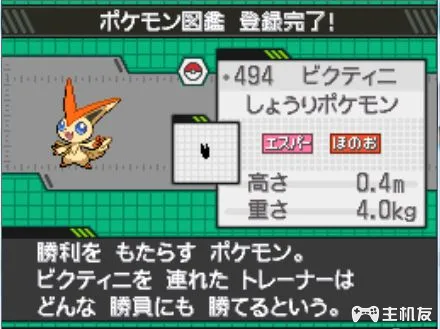 ポケモン図鑑 登録完了!
・494 ビクティニ
しょうりポケモン
エスパー ほのお
高さ 0.4m
重さ 4.0kg
勝利を もたらす ポケモン。
ビクティニを 連れた トレーナーは
どんな 勝負にも 勝てるという。
主机友